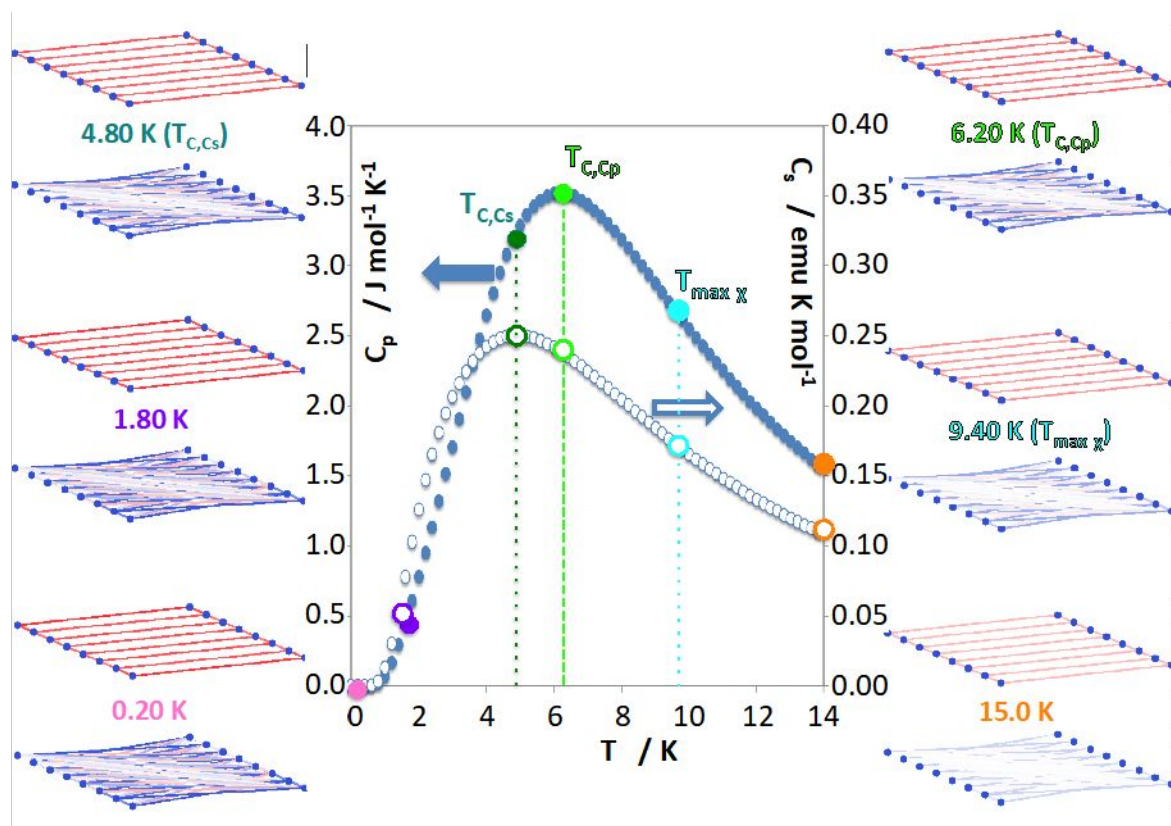 4.80 K (T_C,Cs)
1.80 K
0.20 K
4.0
3.5
3.0
2.5
2.0
1.5
1.0
0.5
0.0
C_p / J mol⁻¹ K⁻¹
T_C,Cs
T_C,Cp
T_max χ
0.40
0.35
0.30
0.25
0.20
0.15
0.10
0.05
0.00
C_s / emu K mol⁻¹
0 2 4 6 8 10 12 14
T / K
6.20 K (T_C,Cp)
9.40 K (T_max χ)
15.0 K